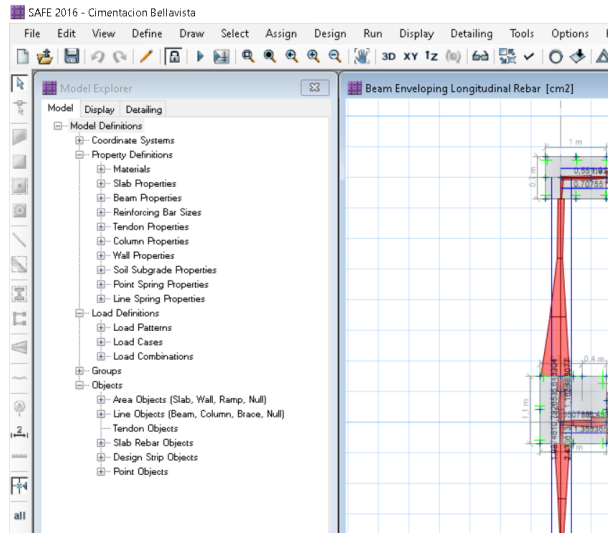 SAFE 2016 - Cimentacion Bellavista
File Edit View Define Draw Select Assign Design Run Display Detailing Tools Options
3D XY
Model Explorer
Beam Enveloping Longitudinal Rebar [cm2]
Model Display Detailing
Model Definitions
Coordinate Systems
Property Definitions
Materials
Slab Properties
Beam Properties
Reinforcing Bar Sizes
Tendon Properties
Column Properties
Wall Properties
Soil Subgrade Properties
Point Spring Properties
Line Spring Properties
Load Definitions
Load Patterns
Load Cases
Load Combinations
Groups
Objects
Area Objects (Slab, Wall, Ramp, Null)
Line Objects (Beam, Column, Brace, Null)
Tendon Objects
Slab Rebar Objects
Design Strip Objects
Point Objects
1 m
0.4 m
1.1 m
2
all